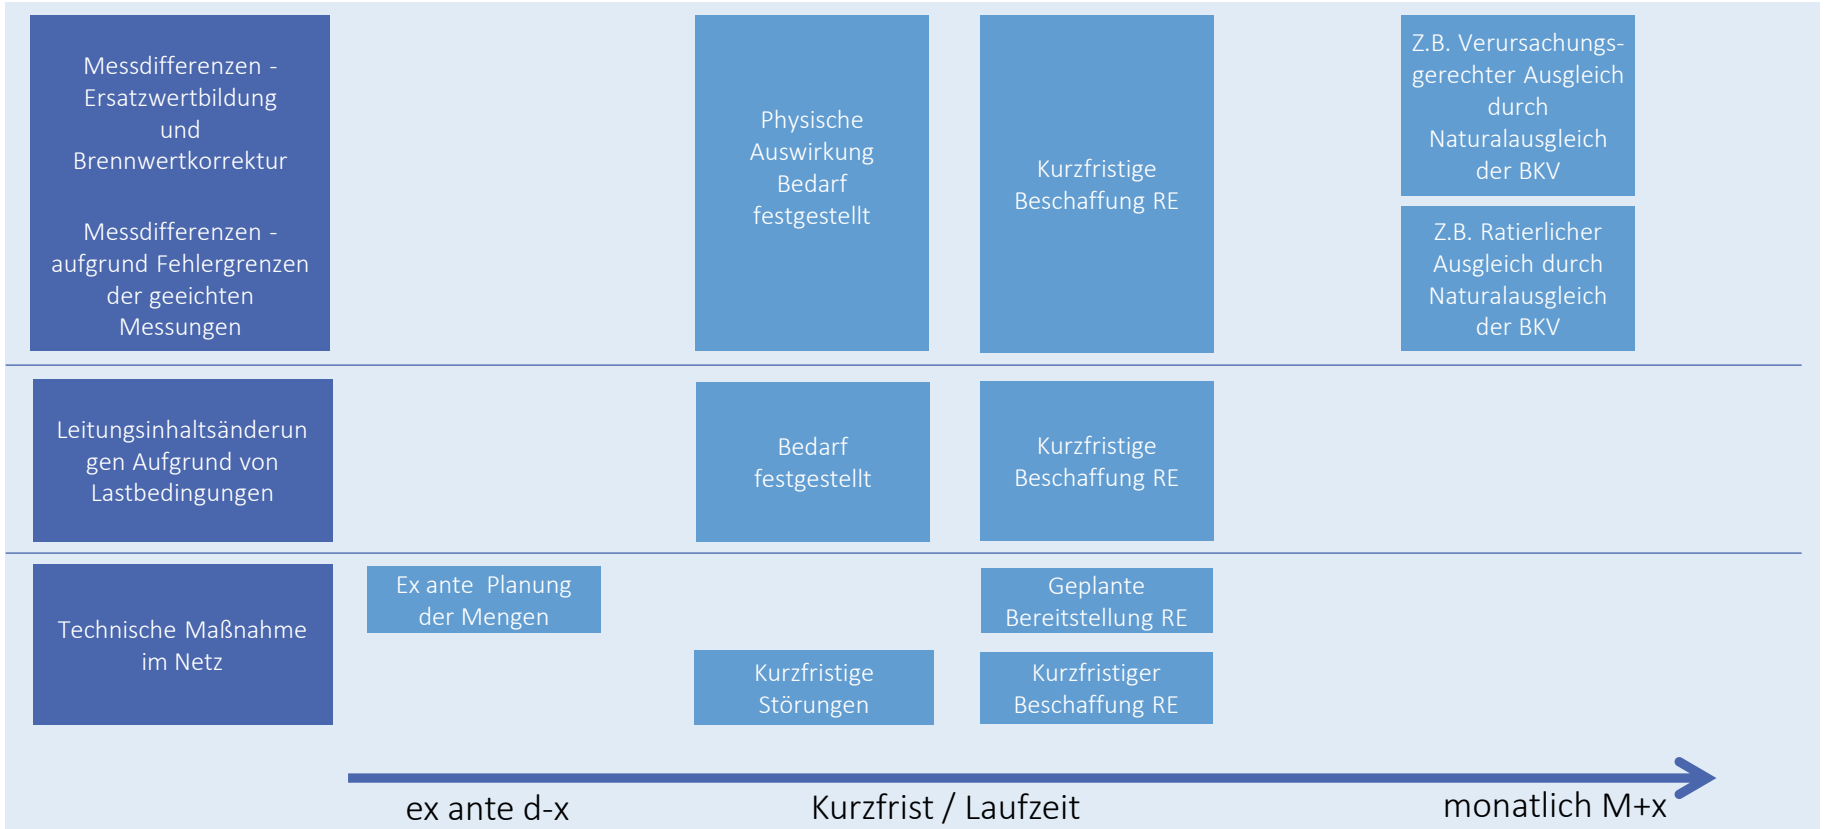 Messdifferenzen -
Ersatzwertbildung
und
Brennwertkorrektur
Messdifferenzen -
aufgrund Fehlergrenzen
der geeichten
Messungen
Physische
Auswirkung
Bedarf
festgestellt
Kurzfristige
Beschaffung RE
Z.B. Verursachungs-
gerechter Ausgleich
durch
Naturalausgleich
der BKV
Z.B. Ratierlicher
Ausgleich durch
Naturalausgleich
der BKV
Leitungsinhaltsänderun
gen Aufgrund von
Lastbedingungen
Bedarf
festgestellt
Kurzfristige
Beschaffung RE
Technische Maßnahme
im Netz
Ex ante Planung
der Mengen
Geplante
Bereitstellung RE
Kurzfristige
Störungen
Kurzfristiger
Beschaffung RE
ex ante d-x
Kurzfrist / Laufzeit
monatlich M+x